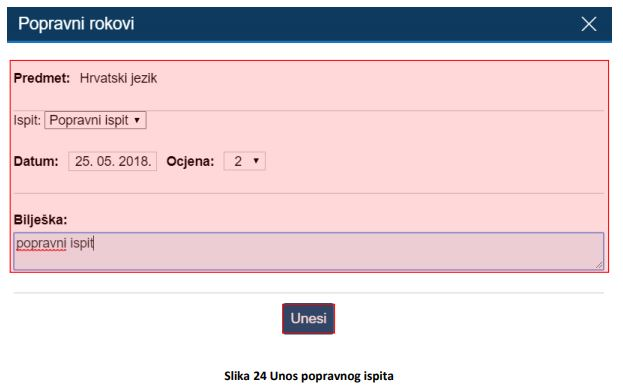 Popravni rokovi
Predmet: Hrvatski jezik
Ispit: Popravni ispit
Datum: 25. 05. 2018. Ocjena: 2
Bilješka:
popravni ispit
Unesi
Slika 24 Unos popravnog ispita